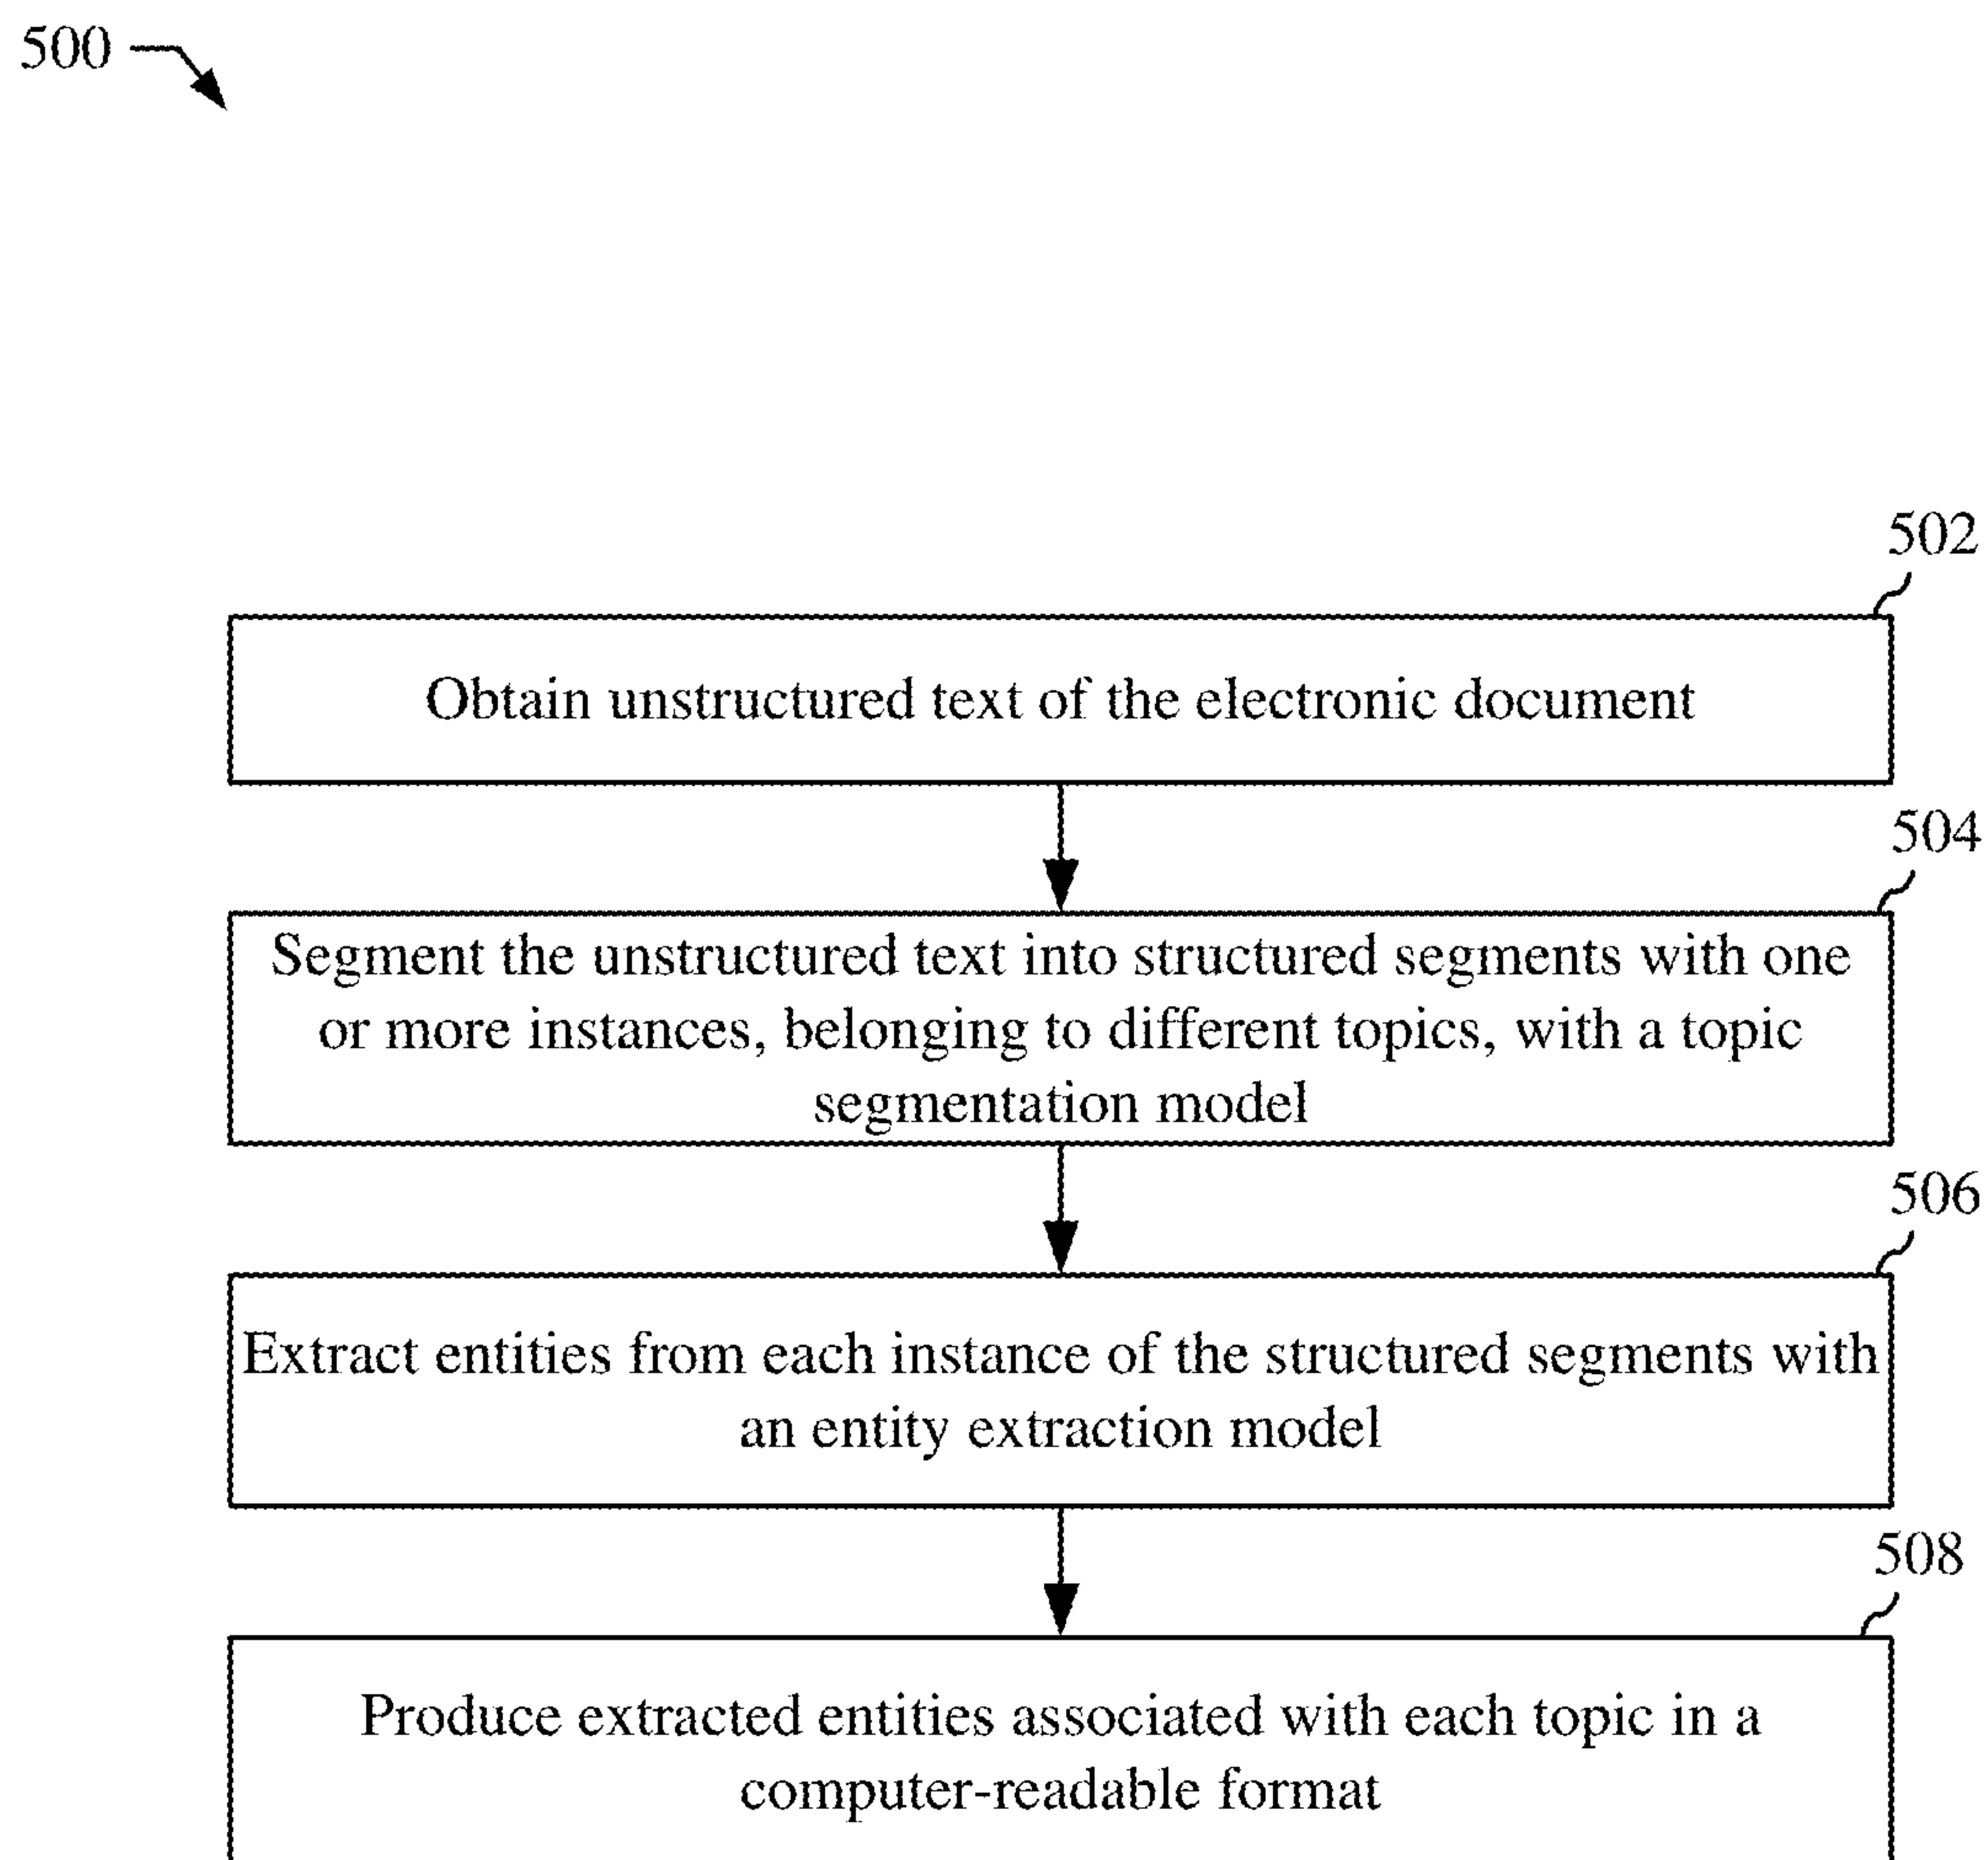 500
502
Obtain unstructured text of the electronic document
504
Segment the unstructured text into structured segments with one
or more instances, belonging to different topics, with a topic
segmentation model
506
Extract entities from each instance of the structured segments with
an entity extraction model
508
Produce extracted entities associated with each topic in a
computer-readable format